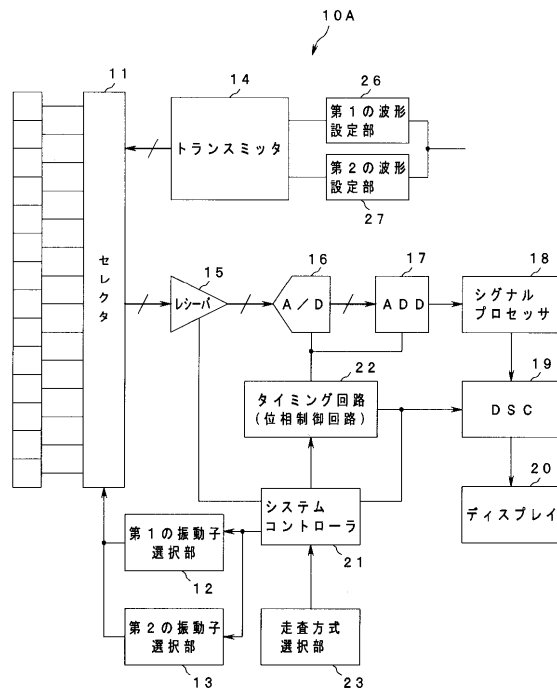 10A
11
14
26
第1の波形
設定部
トランスミッタ
第2の波形
設定部
27
セレクタ
15
レシーバ
16
A/D
17
ADD
18
シグナル
プロセッサ
22
タイミング回路
(位相制御回路)
19
DSC
20
ディスプレイ
システム
コントローラ
21
第1の振動子
選択部
12
第2の振動子
選択部
13
走査方式
選択部
23